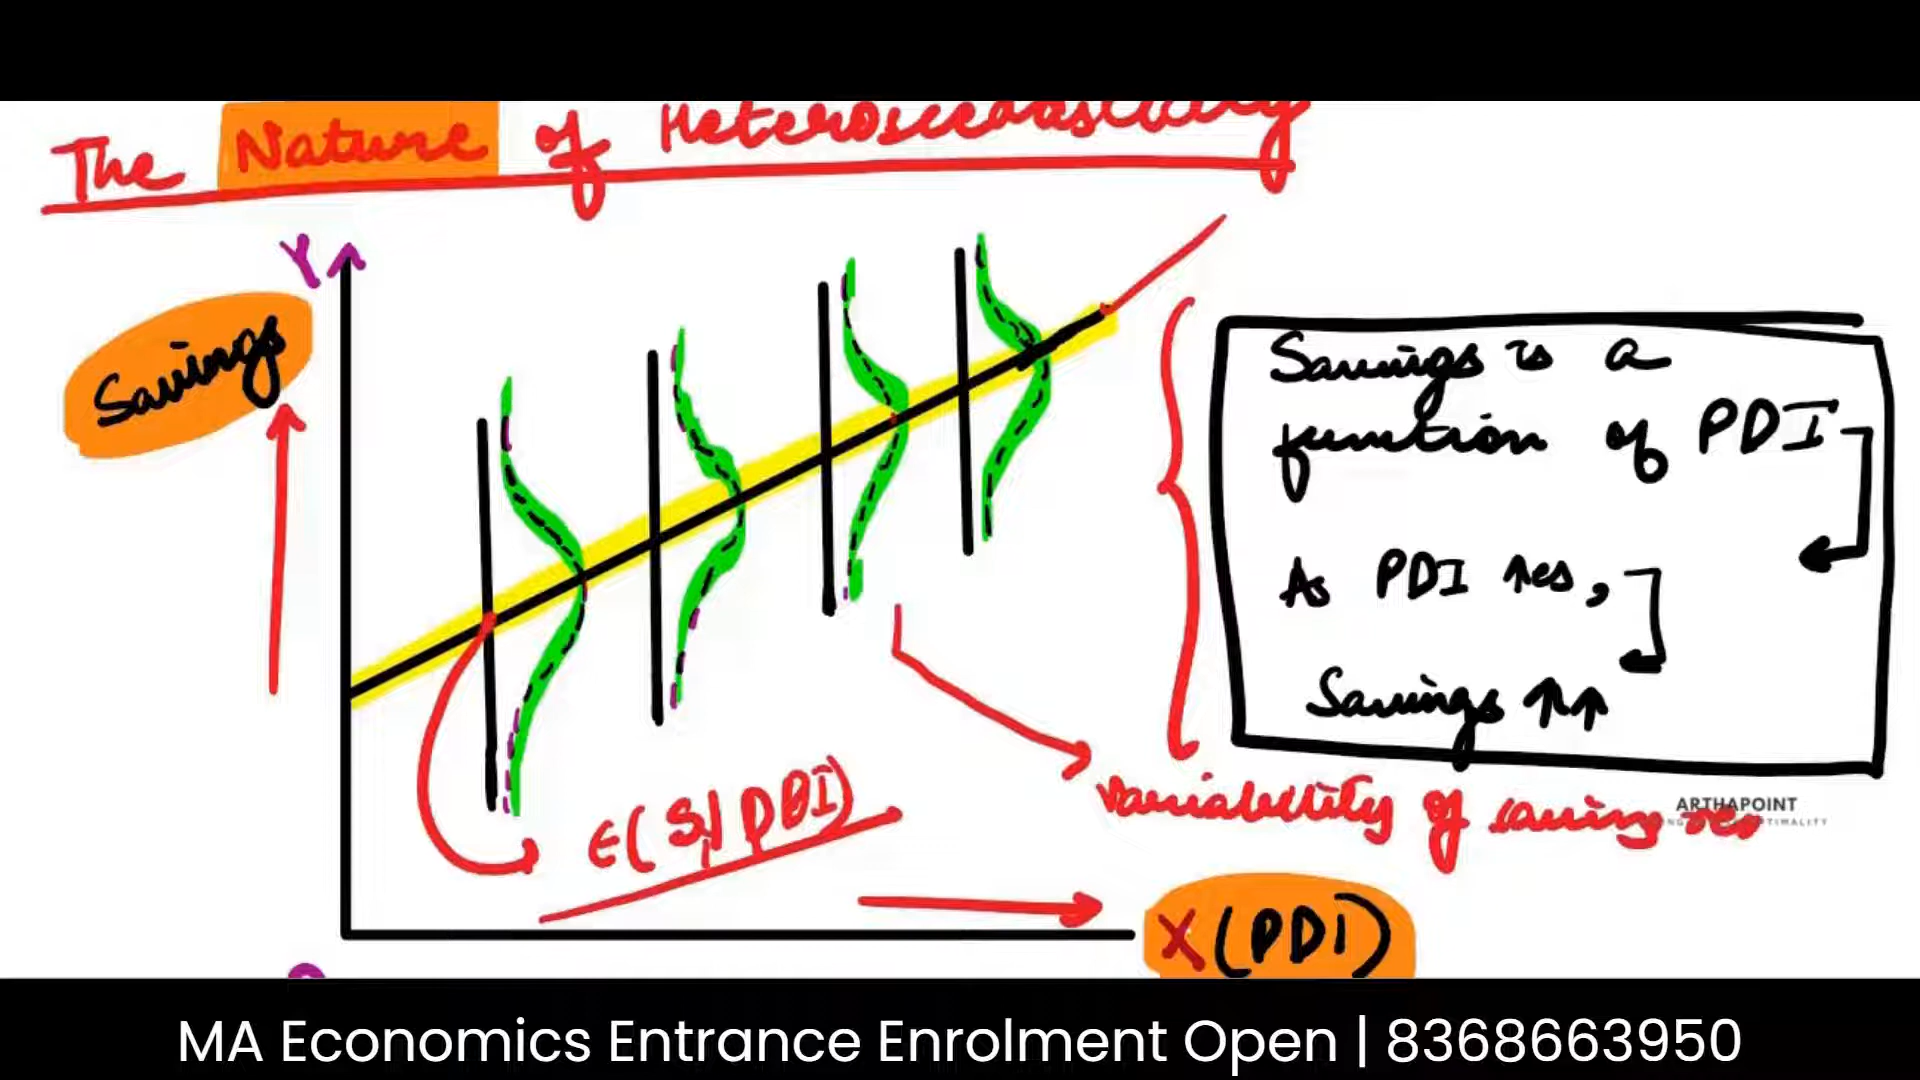 The Nature of Heteroscedasticity
Y
Savings
Savings is a
function of PDI
As PDI ↑es,
Savings ↑↑
E(S|PDI)
variability of saving
ARTHAPOINT
X (PDI)
MA Economics Entrance Enrolment Open | 8368663950